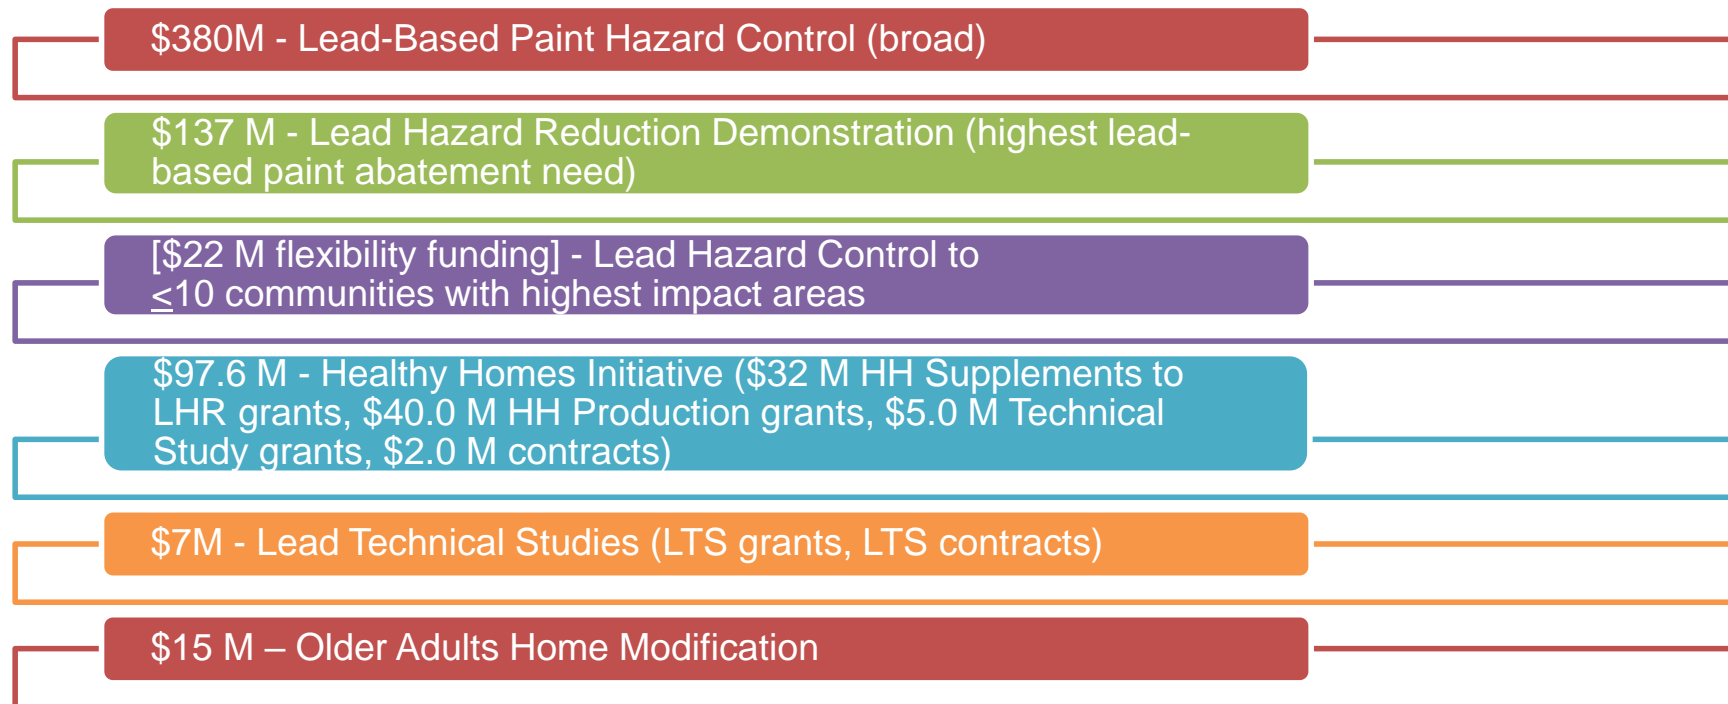 $380M - Lead-Based Paint Hazard Control (broad)
$137 M - Lead Hazard Reduction Demonstration (highest lead-
based paint abatement need)
[$22 M flexibility funding] - Lead Hazard Control to
<10 communities with highest impact areas
$97.6 M - Healthy Homes Initiative ($32 M HH Supplements to
LHR grants, $40.0 M HH Production grants, $5.0 M Technical
Study grants, $2.0 M contracts)
$7M - Lead Technical Studies (LTS grants, LTS contracts)
$15 M – Older Adults Home Modification